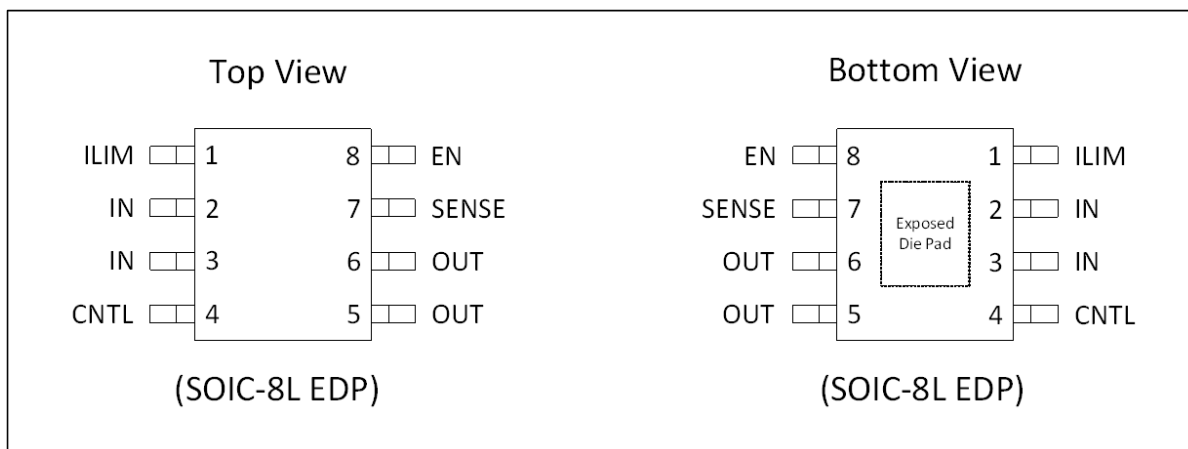 Top View
ILIM 1 8 EN
IN 2 7 SENSE
IN 3 6 OUT
CNTL 4 5 OUT
(SOIC-8L EDP)
Bottom View
EN 8 1 ILIM
SENSE 7 2 IN
Exposed
Die Pad
OUT 6 3 IN
OUT 5 4 CNTL
(SOIC-8L EDP)